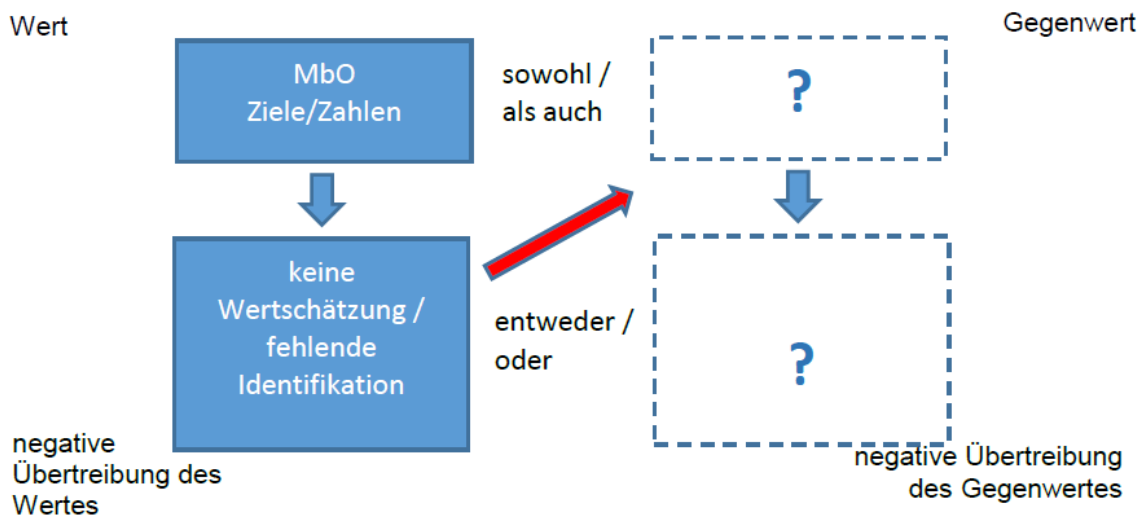 Wert
Gegenwert
MbO
Ziele/Zahlen
sowohl /
als auch
?
keine
Wertschätzung /
fehlende
Identifikation
entweder /
oder
?
negative
Übertreibung des
Wertes
negative Übertreibung
des Gegenwertes